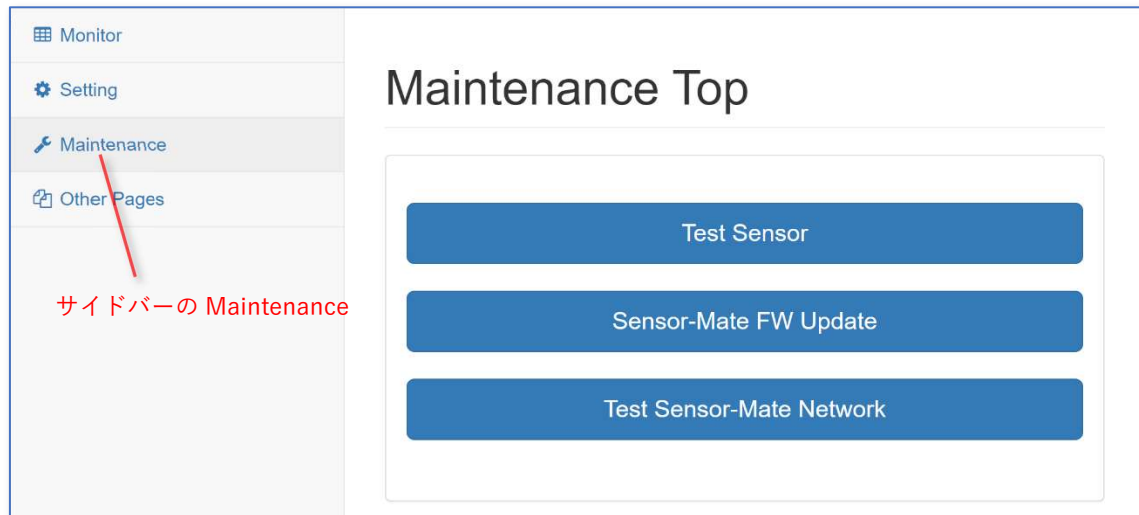 Monitor
Setting
Maintenance
Other Pages
サイドバーの Maintenance
Maintenance Top
Test Sensor
Sensor-Mate FW Update
Test Sensor-Mate Network